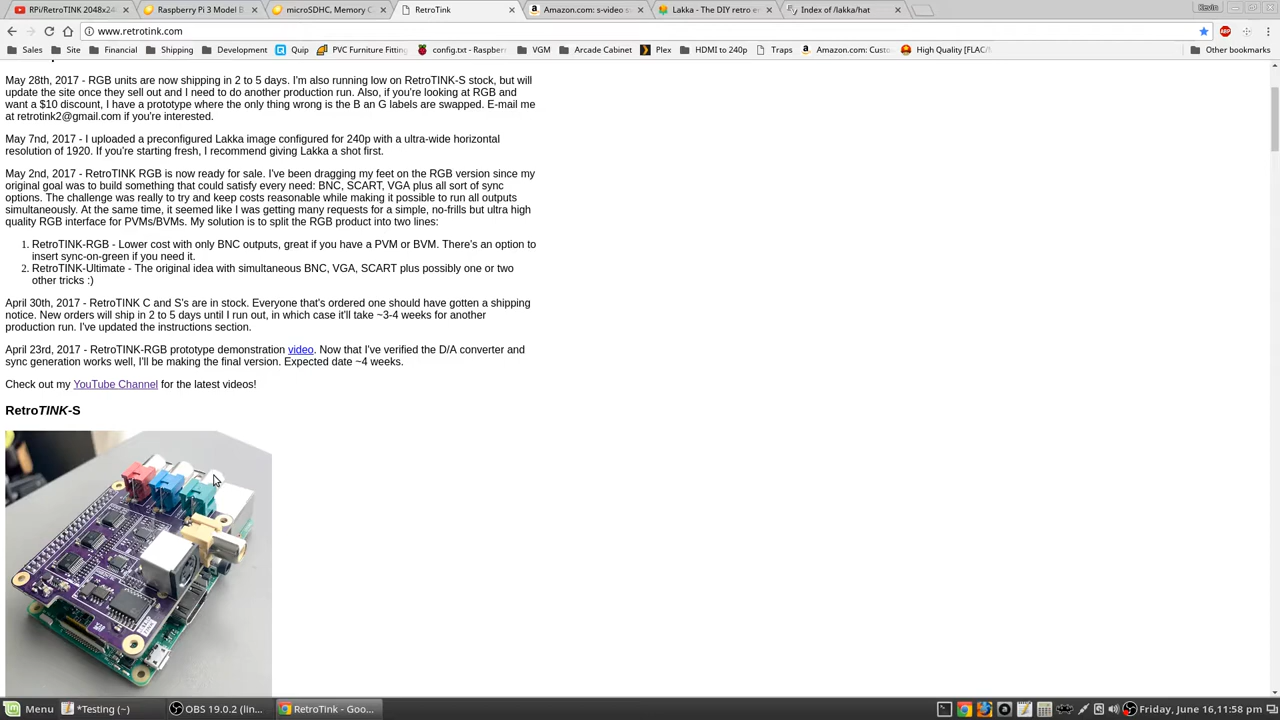 RPi/RetroTINK 2048x24
Raspberry Pi 3 Model B
microSDHC, Memory C
RetroTink
Amazon.com: s-video sw
Lakka - The DIY retro e
Index of /lakka/hat
Kevin
www.retrotink.com
Sales
Site
Financial
Shipping
Development
Quip
PVC Furniture Fitting
config.txt - Raspberr
VGM
Arcade Cabinet
Plex
HDMI to 240p
Traps
Amazon.com: Custo
High Quality [FLAC/
Other bookmarks
May 28th, 2017 - RGB units are now shipping in 2 to 5 days. I'm also running low on RetroTINK-S stock, but will
update the site once they sell out and I need to do another production run. Also, if you're looking at RGB and
want a $10 discount, I have a prototype where the only thing wrong is the B an G labels are swapped. E-mail me
at retrotink2@gmail.com if you're interested.
May 7nd, 2017 - I uploaded a preconfigured Lakka image configured for 240p with a ultra-wide horizontal
resolution of 1920. If you're starting fresh, I recommend giving Lakka a shot first.
May 2nd, 2017 - RetroTINK RGB is now ready for sale. I've been dragging my feet on the RGB version since my
original goal was to build something that could satisfy every need: BNC, SCART, VGA plus all sort of sync
options. The challenge was really to try and keep costs reasonable while making it possible to run all outputs
simultaneously. At the same time, it seemed like I was getting many requests for a simple, no-frills but ultra high
quality RGB interface for PVMs/BVMs. My solution is to split the RGB product into two lines:
1. RetroTINK-RGB - Lower cost with only BNC outputs, great if you have a PVM or BVM. There's an option to
insert sync-on-green if you need it.
2. RetroTINK-Ultimate - The original idea with simultaneous BNC, VGA, SCART plus possibly one or two
other tricks :)
April 30th, 2017 - RetroTINK C and S's are in stock. Everyone that's ordered one should have gotten a shipping
notice. New orders will ship in 2 to 5 days until I run out, in which case it'll take ~3-4 weeks for another
production run. I've updated the instructions section.
April 23rd, 2017 - RetroTINK-RGB prototype demonstration video. Now that I've verified the D/A converter and
sync generation works well, I'll be making the final version. Expected date ~4 weeks.
Check out my YouTube Channel for the latest videos!
RetroTINK-S
Menu
*Testing (~)
OBS 19.0.2 (lin...
RetroTink - Goo...
Friday, June 16, 11:58 pm